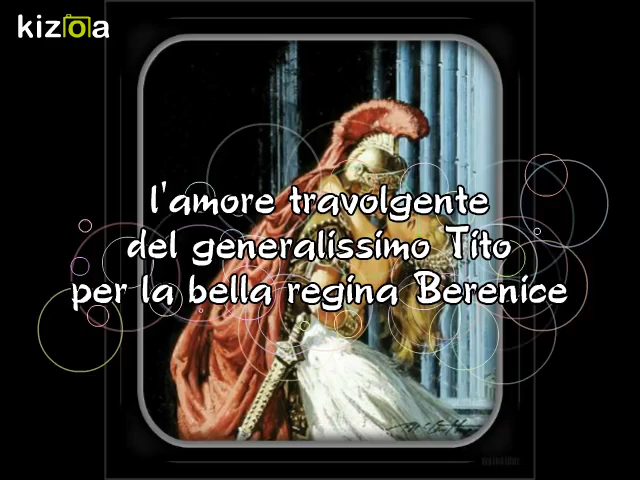 kizoa
l'amore travolgente
del generalissimo Tito
per la bella regina Berenice